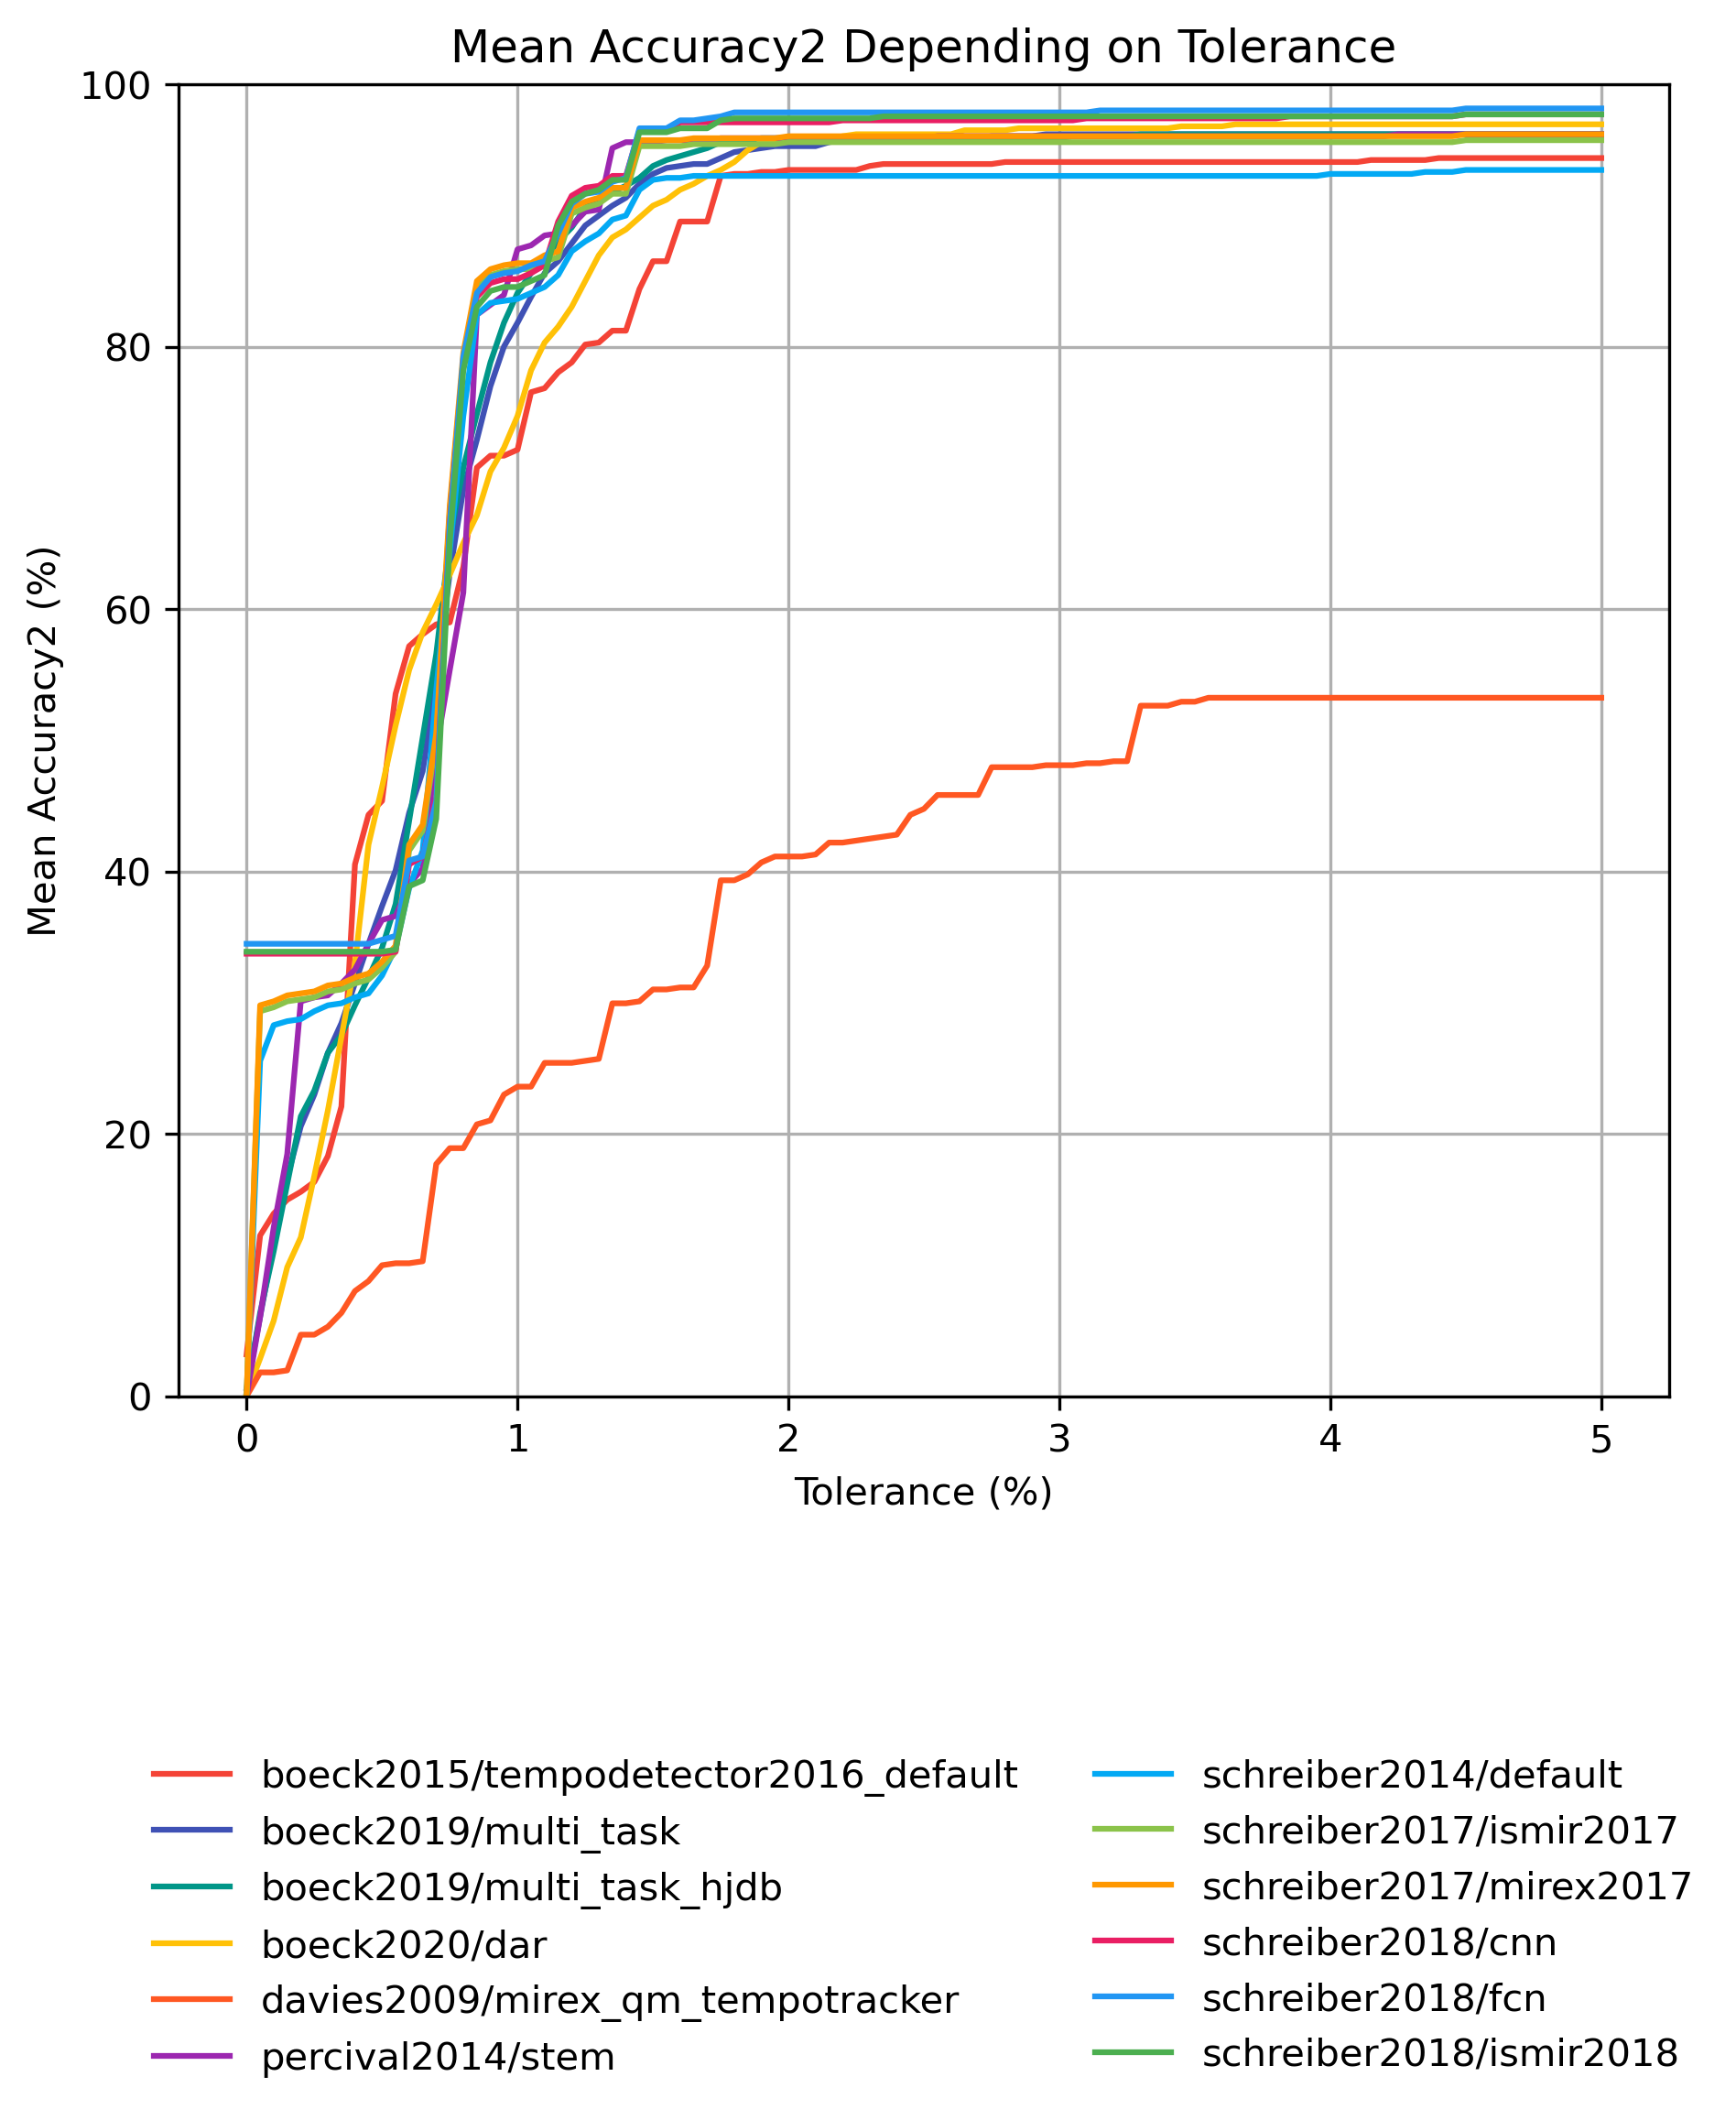 Mean Accuracy2 Depending on Tolerance
Mean Accuracy2 (%)
100
80
60
40
20
0
0 1 2 3 4 5
Tolerance (%)
boeck2015/tempodetector2016_default
boeck2019/multi_task
boeck2019/multi_task_hjdb
boeck2020/dar
davies2009/mirex_qm_tempotracker
percival2014/stem
schreiber2014/default
schreiber2017/ismir2017
schreiber2017/mirex2017
schreiber2018/cnn
schreiber2018/fcn
schreiber2018/ismir2018